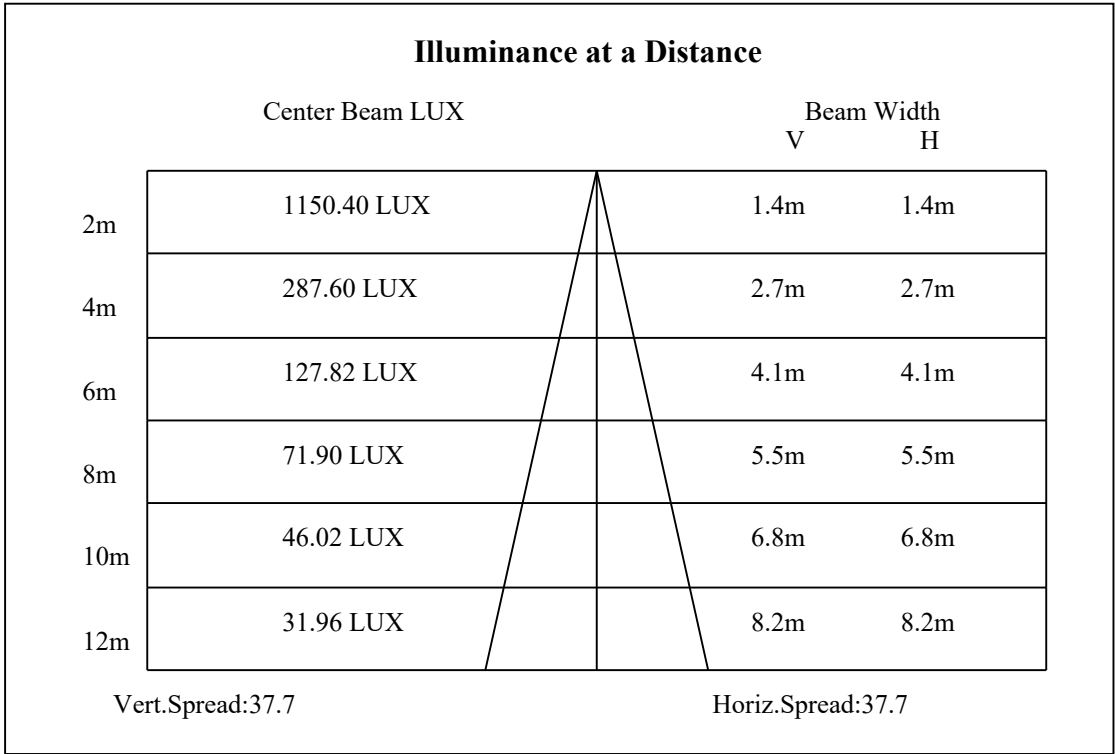 Illuminance at a Distance
Center Beam LUX Beam Width
V H
2m 1150.40 LUX 1.4m 1.4m
4m 287.60 LUX 2.7m 2.7m
6m 127.82 LUX 4.1m 4.1m
8m 71.90 LUX 5.5m 5.5m
10m 46.02 LUX 6.8m 6.8m
12m 31.96 LUX 8.2m 8.2m
Vert.Spread:37.7 Horiz.Spread:37.7